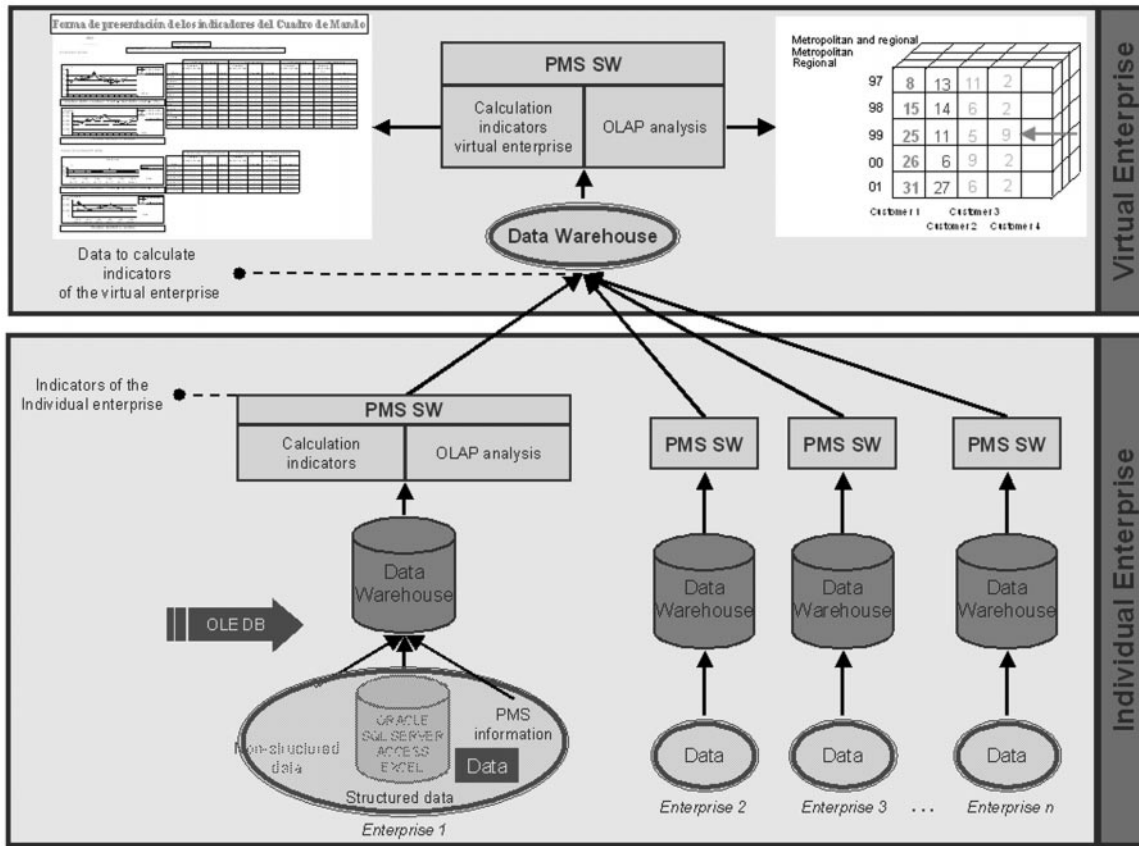 Forma de presentación de los indicadores del Cuadro de Mando
PMS SW
Calculation
indicators
virtual enterprise
OLAP analysis
Metropolitan and regional
Metropolitan
Regional
97 8 13 11 2
98 15 14 6 2
99 25 11 5 9
00 26 6 9 2
01 31 27 6 2
Customer 1 Customer 3
Customer 2 Customer 4
Data Warehouse
Data to calculate
indicators
of the virtual enterprise
Virtual Enterprise
Indicators of the
Individual enterprise
PMS SW
Calculation
indicators
OLAP analysis
PMS SW
PMS SW
PMS SW
Data
Warehouse
Data
Warehouse
Data
Warehouse
Data
Warehouse
OLE DB
ORACLE
SQL SERVER
ACCESS
EXCEL
Non-structured
data
PMS
information
Data
Structured data
Enterprise 1
Data
Data
Data
Enterprise 2 Enterprise 3 ... Enterprise n
Individual Enterprise